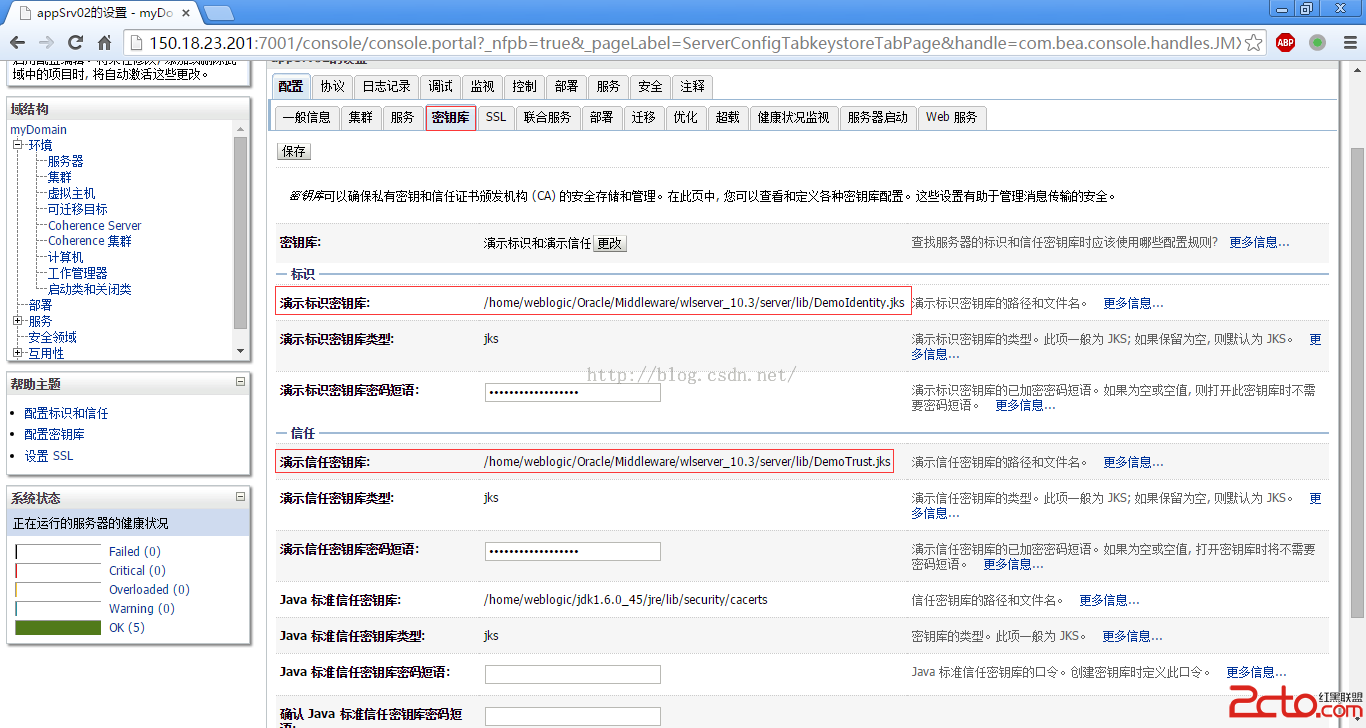 appSrv02的设置 - myDo
150.18.23.201:7001/console/console.portal?_nfpb=true&_pageLabel=ServerConfigTabkeystoreTabPage&handle=com.bea.console.handles.JMX
ABP
域中的项目时, 将自动激活这些更改。
域结构
myDomain
环境
服务器
集群
虚拟主机
可迁移目标
Coherence Server
Coherence 集群
计算机
工作管理器
启动类和关闭类
部署
服务
安全领域
互用性
帮助主题
配置标识和信任
配置密钥库
设置 SSL
系统状态
正在运行的服务器的健康状况
Failed (0)
Critical (0)
Overloaded (0)
Warning (0)
OK (5)
appSrv02的设置
配置 协议 日志记录 调试 监视 控制 部署 服务 安全 注释
一般信息 集群 服务 密钥库 SSL 联合服务 部署 迁移 优化 超载 健康状况监视 服务器启动 Web 服务
保存
密钥库可以确保私有密钥和信任证书颁发机构 (CA) 的安全存储和管理。在此页中, 您可以查看和定义各种密钥库配置。这些设置有助于管理消息传输的安全。
密钥库: 演示标识和演示信任 更改 查找服务器的标识和信任密钥库时应该使用哪些配置规则? 更多信息...
标识
演示标识密钥库: /home/weblogic/Oracle/Middleware/wlserver_10.3/server/lib/DemoIdentity.jks 演示标识密钥库的路径和文件名。 更多信息...
演示标识密钥库类型: jks 演示标识密钥库的类型。此项一般为 JKS; 如果保留为空, 则默认为 JKS。 更
多信息...
http://blog.csdn.net/
演示标识密钥库密码短语: •••••••••••••••••• 演示标识密钥库的已加密密码短语。如果为空或空值, 则打开此密钥库时不需
要密码短语。 更多信息...
信任
演示信任密钥库: /home/weblogic/Oracle/Middleware/wlserver_10.3/server/lib/DemoTrust.jks 演示信任密钥库的路径和文件名。 更多信息...
演示信任密钥库类型: jks 演示信任密钥库的类型。此项一般为 JKS; 如果保留为空, 则默认为 JKS。 更
多信息...
演示信任密钥库密码短语: •••••••••••••••••• 演示信任密钥库的已加密密码短语。如果为空或空值, 打开密钥库时将不需要
密码短语。 更多信息...
Java 标准信任密钥库: /home/weblogic/jdk1.6.0_45/jre/lib/security/cacerts 信任密钥库的路径和文件名。 更多信息...
Java 标准信任密钥库类型: jks 密钥库的类型。此项一般为 JKS。 更多信息...
Java 标准信任密钥库密码短语: Java 标准信任密钥库的口令。创建密钥库时定义此口令。 更多信息...
确认 Java 标准信任密钥库密码短
语:
2cto.com 红黑联盟